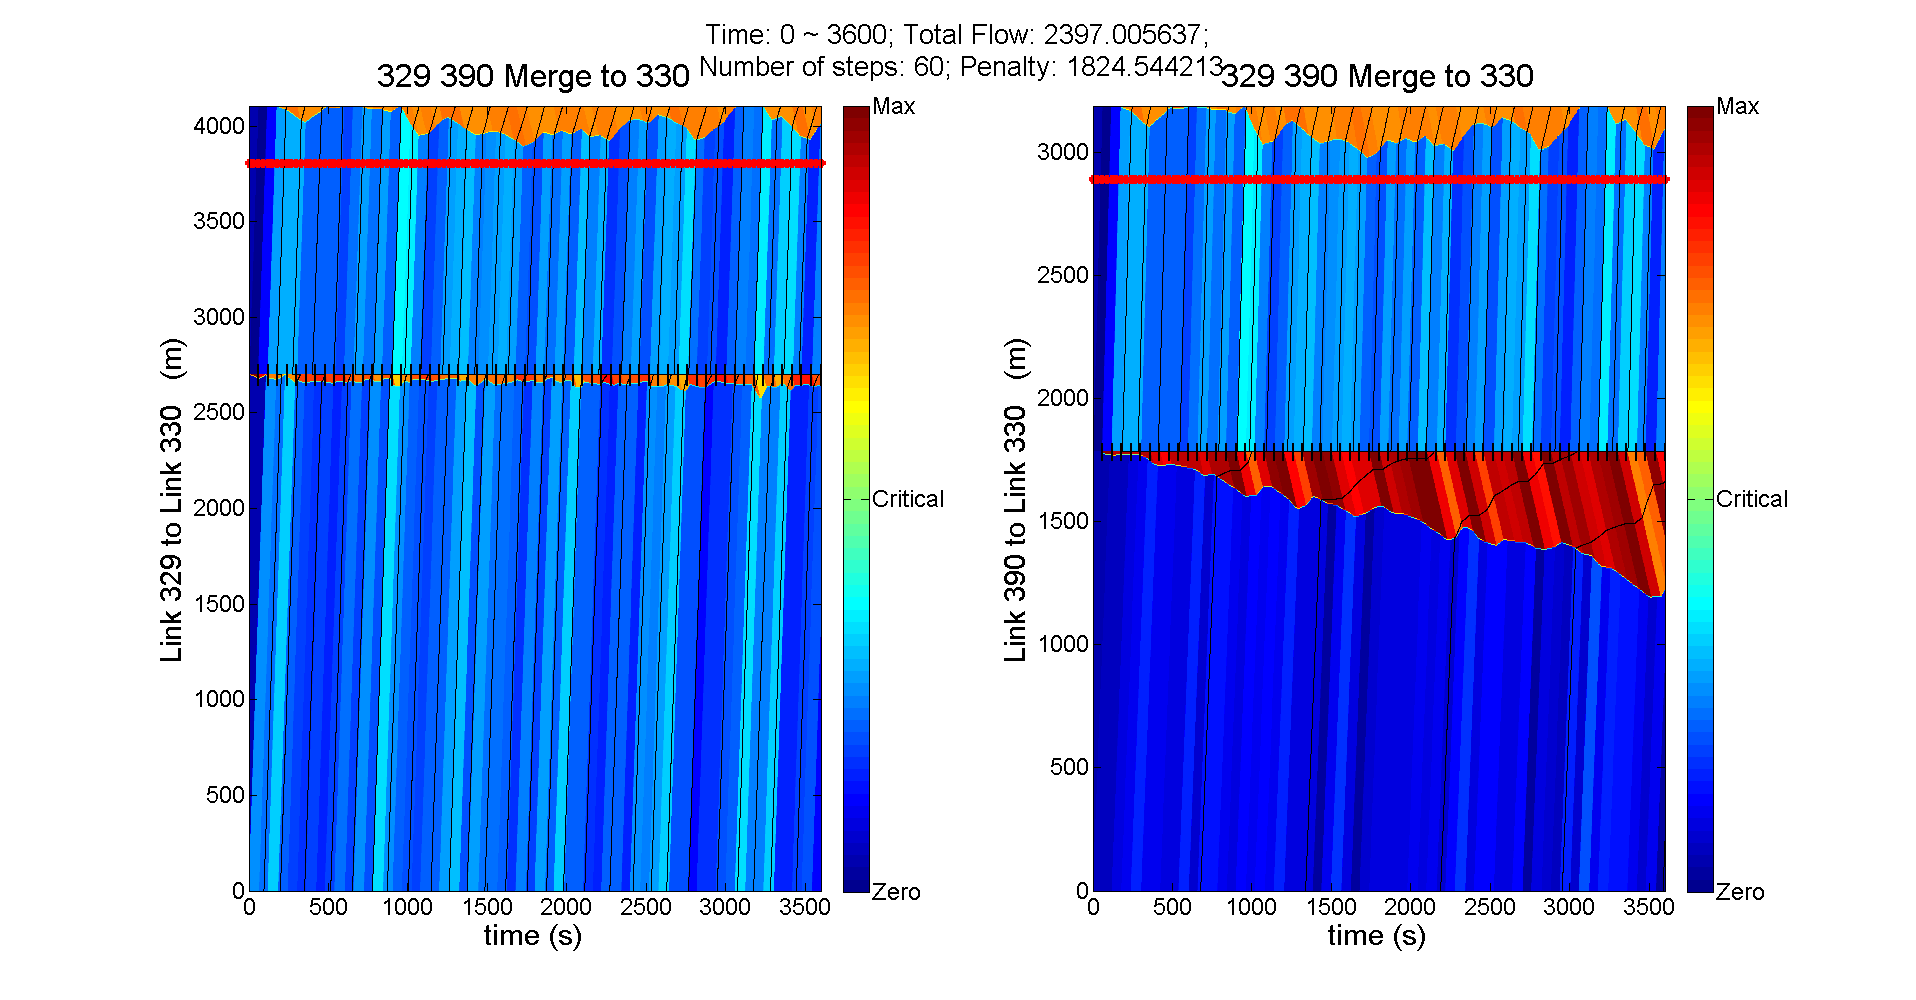 Time: 0 ~ 3600; Total Flow: 2397.005637;
Number of steps: 60; Penalty: 1824.544213
329 390 Merge to 330
Link 329 to Link 330 (m)
4000
3500
3000
2500
2000
1500
1000
500
0
0 500 1000 1500 2000 2500 3000 3500
time (s)
Max
Critical
Zero
329 390 Merge to 330
Link 390 to Link 330 (m)
3000
2500
2000
1500
1000
500
0
0 500 1000 1500 2000 2500 3000 3500
time (s)
Max
Critical
Zero